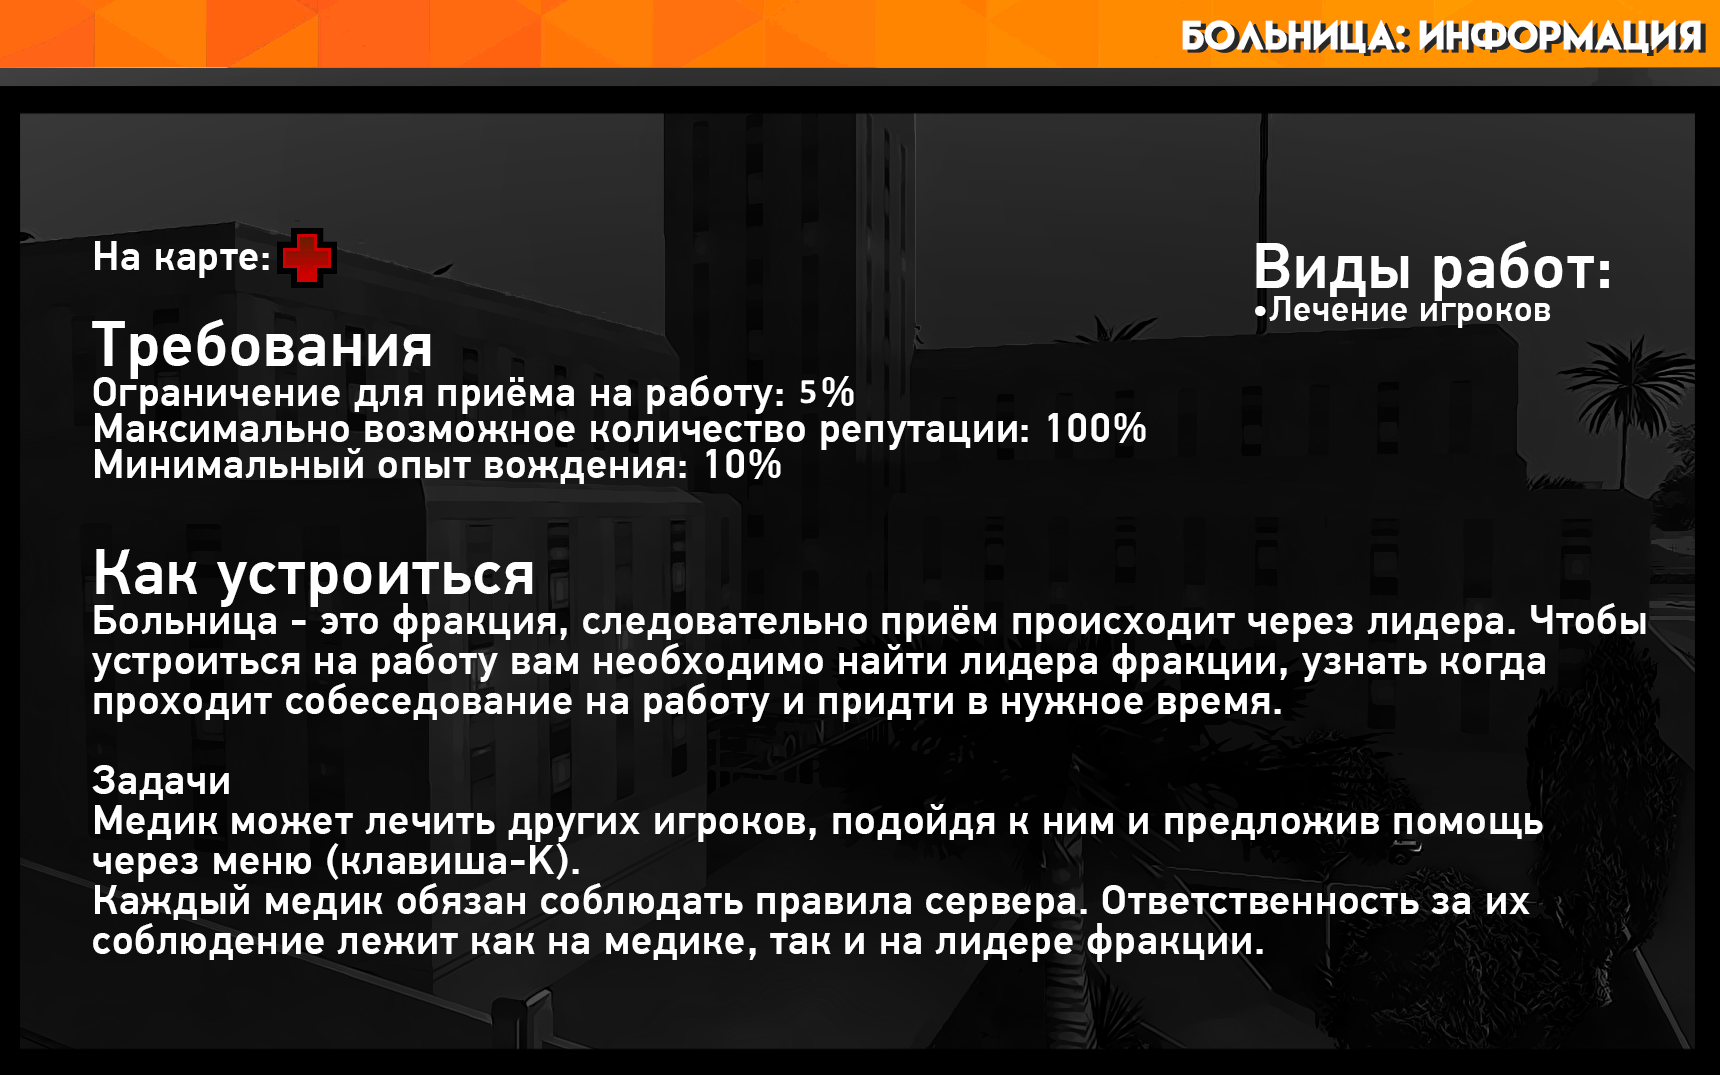 БОЛЬНИЦА: ИНФОРМАЦИЯ
На карте:
Виды работ:
•Лечение игроков
Требования
Ограничение для приёма на работу: 5%
Максимально возможное количество репутации: 100%
Минимальный опыт вождения: 10%
Как устроиться
Больница - это фракция, следовательно приём происходит через лидера. Чтобы
устроиться на работу вам необходимо найти лидера фракции, узнать когда
проходит собеседование на работу и придти в нужное время.
Задачи
Медик может лечить других игроков, подойдя к ним и предложив помощь
через меню (клавиша-K).
Каждый медик обязан соблюдать правила сервера. Ответственность за их
соблюдение лежит как на медике, так и на лидере фракции.